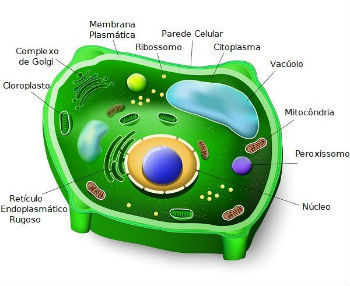 Membrana
Plasmática
Parede Celular
Ribossomo
Citoplasma
Complexo
de Golgi
Vacúolo
Cloroplasto
Mitocôndria
Peroxissomo
Retículo
Endoplasmático
Rugoso
Núcleo